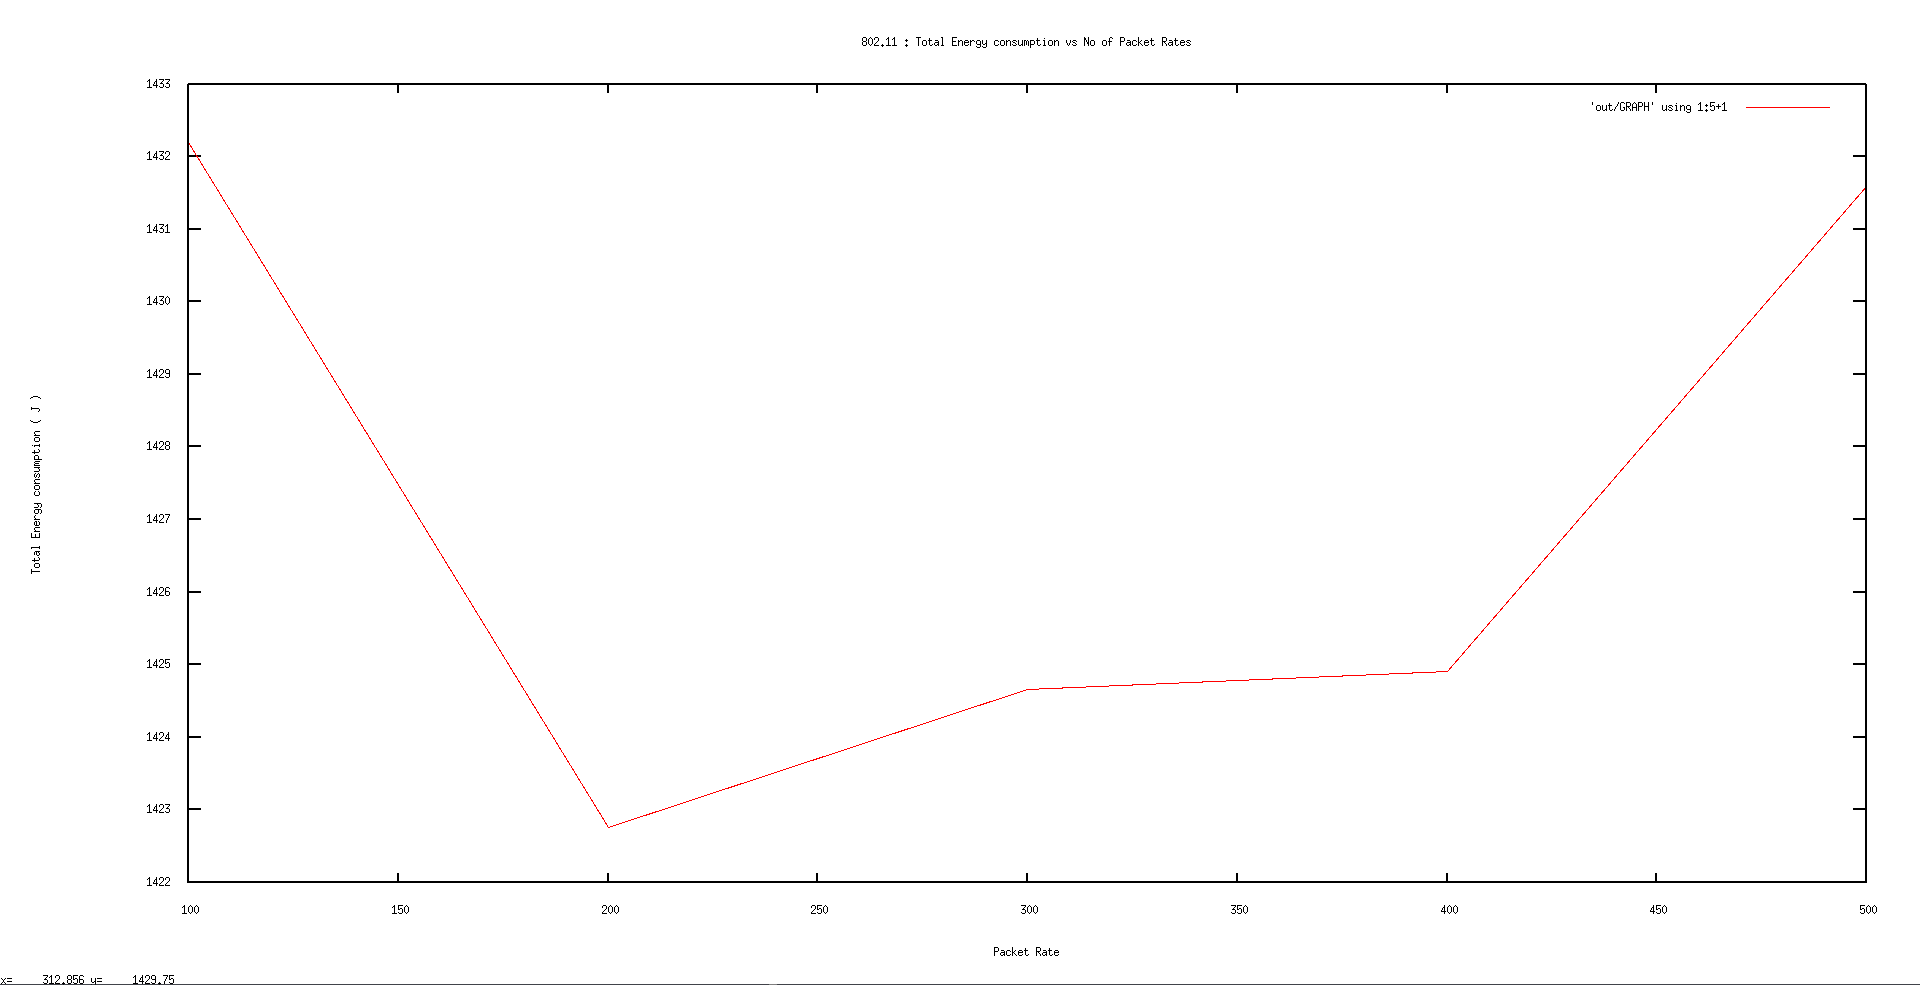 802.11 : Total Energy consumption vs No of Packet Rates
'out/GRAPH' using 1:5+1
1433
1432
1431
1430
1429
1428
1427
1426
1425
1424
1423
1422
Total Energy consumption ( J )
100 150 200 250 300 350 400 450 500
Packet Rate
x= 312.856 y= 1429.75